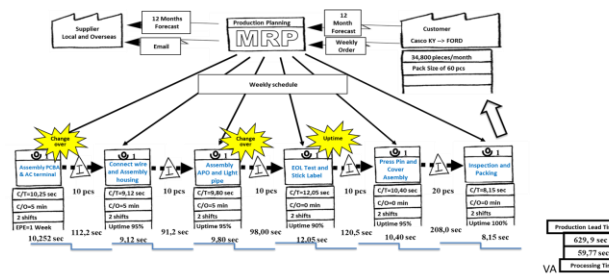 Supplier
Local and Overseas
12 Months
Forecast
Email
Production Planning
MRP
12
Month
Forecast
Weekly
Order
Customer
Casco KY --> FORD
34,800 pieces/month
Pack Size of 60 pcs
Weekly schedule
Change
over
Change
over
Uptime
Assembly PCBA
& AC terminal
C/T=10,25 sec
C/O=5 min
2 shifts
EPE=1 Week
1
Connect wire
and Assembly
housing
C/T=9,12 sec
C/O=5 min
2 shifts
Uptime 95%
1
Assembly
APO and Light
pipe
C/T=9,80 sec
C/O=5 min
2 shifts
Uptime 95%
1
EOL Test and
Stick Label
C/T=12,05 sec
C/O=0 min
2 shifts
Uptime 90%
1
Press Pin and
Cover Assembly
C/T=10,40 sec
C/O=0 min
2 shifts
Uptime 95%
1
Inspection and
Packing
C/T=8,15 sec
C/O=0 min
2 shifts
Uptime 100%
I
10 pcs
I
10 pcs
I
10 pcs
I
10 pcs
I
20 pcs
10,252 sec
112,2 sec
9,12 sec
91,2 sec
9,80 sec
98,00 sec
12,05 sec
120,5 sec
10,40 sec
208,0 sec
8,15 sec
Production Lead Ti
629, 9 sec
59,77 sec
VA
Processing Ti